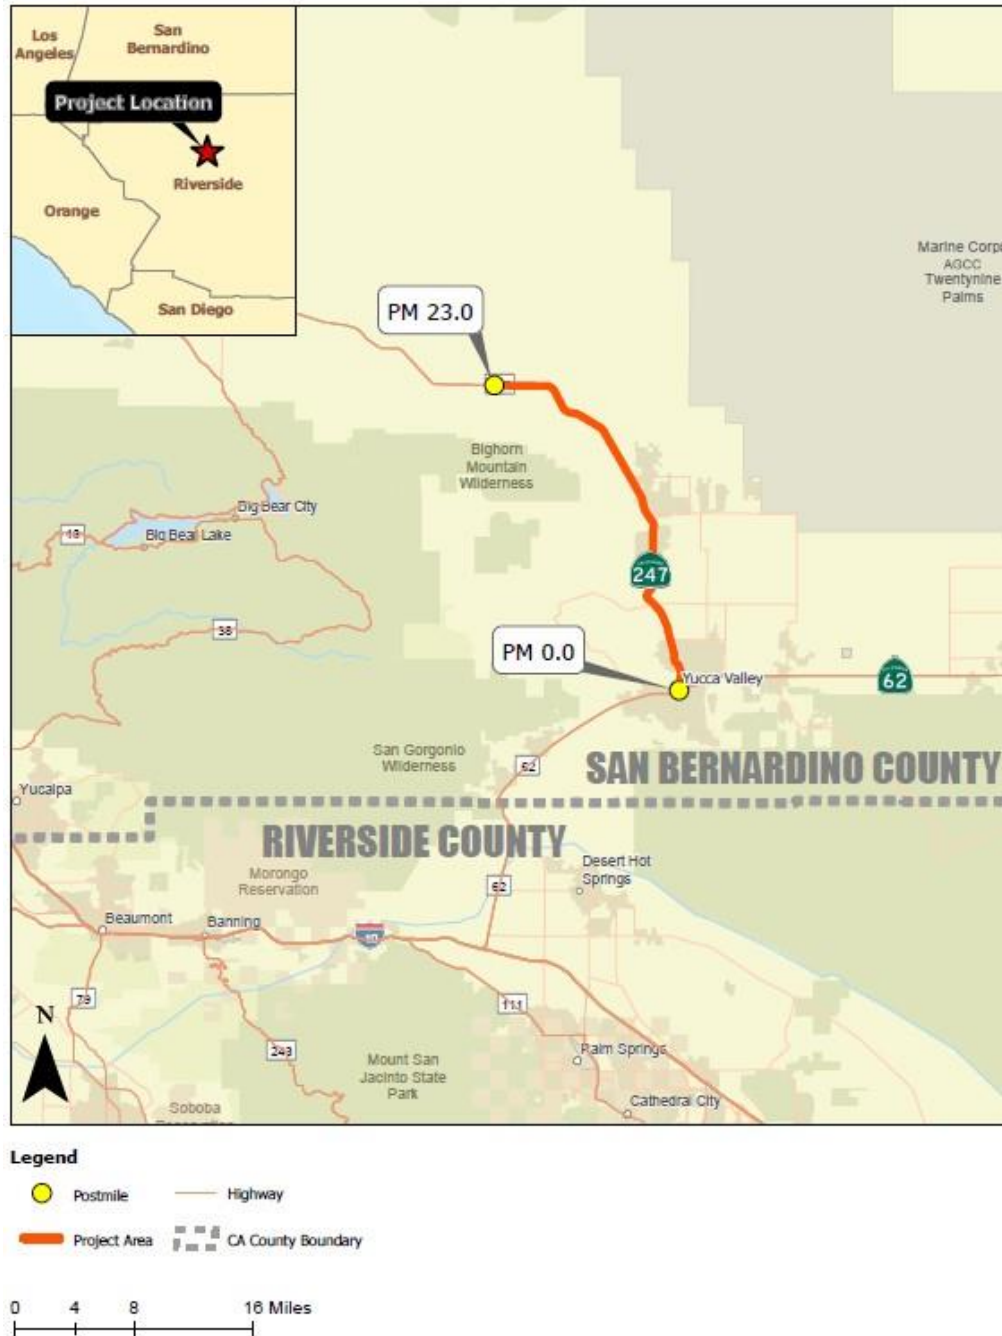 Los
Angeles
San
Bernardino
Project Location
Riverside
Orange
San Diego
Marine Corp
AGCC
Twentynine
Palms
PM 23.0
Bighorn
Mountain
Wilderness
Big Bear City
18
Big Bear Lake
247
38
PM 0.0
Yucca Valley
62
San Gorgonio
Wilderness
62
SAN BERNARDINO COUNTY
Yucaipa
RIVERSIDE COUNTY
Morongo
Reservation
62
Desert Hot
Springs
Beaumont
Banning
10
79
111
N
243
Mount San
Jacinto State
Park
Palm Springs
Cathedral City
Soboba
Legend
Postmile
Highway
Project Area
CA County Boundary
0 4 8 16 Miles